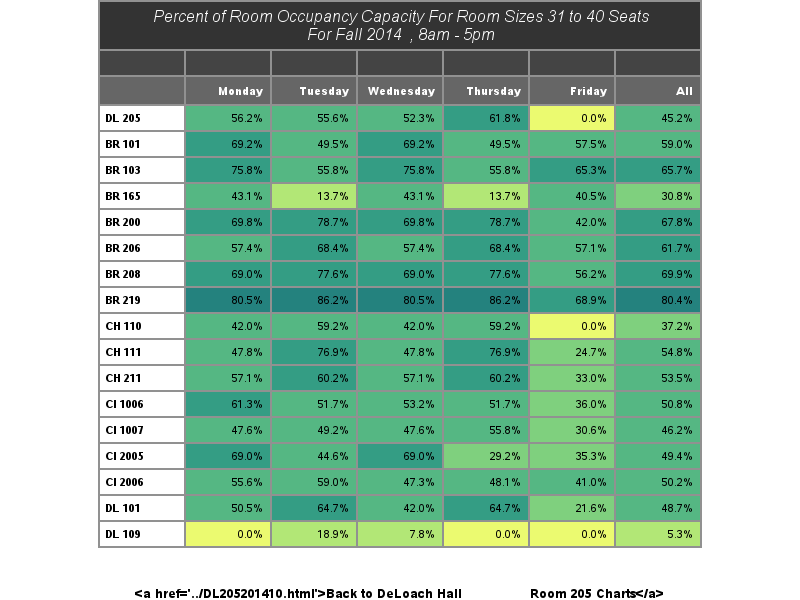 Percent of Room Occupancy Capacity For Room Sizes 31 to 40 Seats
For Fall 2014 , 8am - 5pm
Monday Tuesday Wednesday Thursday Friday All
DL 205 56.2% 55.6% 52.3% 61.8% 0.0% 45.2%
BR 101 69.2% 49.5% 69.2% 49.5% 57.5% 59.0%
BR 103 75.8% 55.8% 75.8% 55.8% 65.3% 65.7%
BR 165 43.1% 13.7% 43.1% 13.7% 40.5% 30.8%
BR 200 69.8% 78.7% 69.8% 78.7% 42.0% 67.8%
BR 206 57.4% 68.4% 57.4% 68.4% 57.1% 61.7%
BR 208 69.0% 77.6% 69.0% 77.6% 56.2% 69.9%
BR 219 80.5% 86.2% 80.5% 86.2% 68.9% 80.4%
CH 110 42.0% 59.2% 42.0% 59.2% 0.0% 37.2%
CH 111 47.8% 76.9% 47.8% 76.9% 24.7% 54.8%
CH 211 57.1% 60.2% 57.1% 60.2% 33.0% 53.5%
CI 1006 61.3% 51.7% 53.2% 51.7% 36.0% 50.8%
CI 1007 47.6% 49.2% 47.6% 55.8% 30.6% 46.2%
CI 2005 69.0% 44.6% 69.0% 29.2% 35.3% 49.4%
CI 2006 55.6% 59.0% 47.3% 48.1% 41.0% 50.2%
DL 101 50.5% 64.7% 42.0% 64.7% 21.6% 48.7%
DL 109 0.0% 18.9% 7.8% 0.0% 0.0% 5.3%
<a href='../DL205201410.html'>Back to DeLoach Hall Room 205 Charts</a>